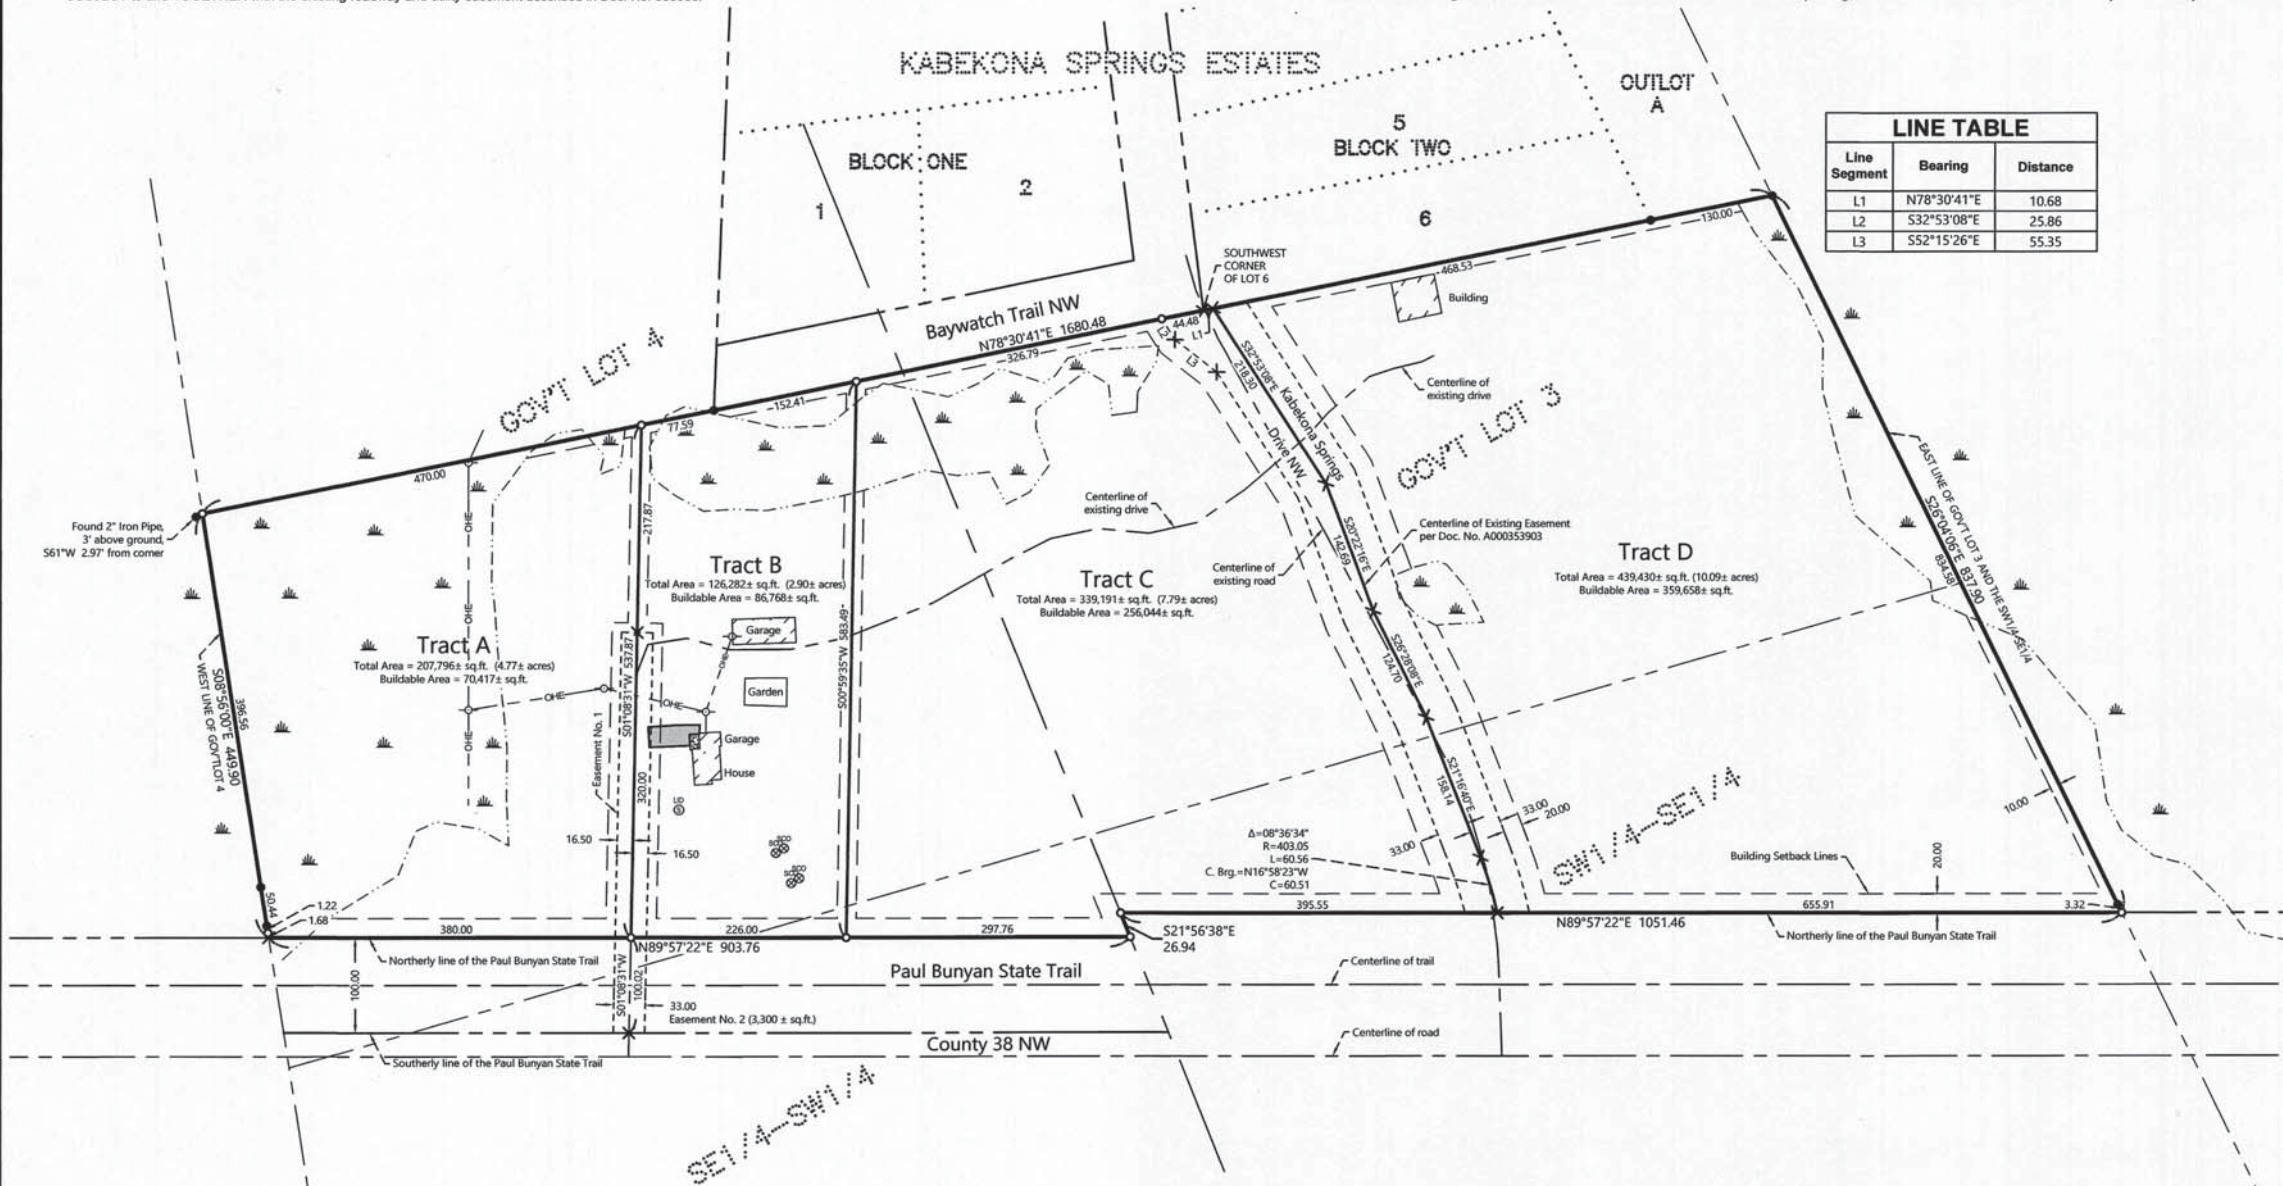 KABEKONA SPRINGS ESTATES
OUTLOT
A
5
BLOCK TWO
BLOCK ONE
2
1
6
LINE TABLE
Line Segment Bearing Distance
L1 N78°30'41"E 10.68
L2 S32°53'08"E 25.86
L3 S52°15'26"E 55.35
SOUTHWEST
CORNER
OF LOT 6
130.00
468.53
Building
Baywatch Trail NW
N78°30'41"E 1680.48
326.79
44.48
L1
L2
L3
GOV'T LOT 4
152.41
77.59
470.00
Found 2" Iron Pipe,
3' above ground,
S61°W 2.97' from corner
S32°53'08"E
218.30
Kabekona Springs
Drive NW
Centerline of
existing drive
GOV'T LOT 3
Centerline of
existing drive
Centerline of Existing Easement
per Doc. No. A000353903
S20°22'16"E
142.69
Centerline of
existing road
EAST LINE OF GOV'T LOT 3 AND THE SW1/4-SE1/4
S26°04'06"E 837.90
834.58
OHE
217.87
Tract B
Total Area = 126,282± sq.ft. (2.90± acres)
Buildable Area = 86,768± sq.ft.
Tract C
Total Area = 339,191± sq.ft. (7.79± acres)
Buildable Area = 256,044± sq.ft.
Tract D
Total Area = 439,430± sq.ft. (10.09± acres)
Buildable Area = 359,658± sq.ft.
Tract A
Total Area = 207,796± sq.ft. (4.77± acres)
Buildable Area = 70,417± sq.ft.
OHE
OHE
OHE
OHE
OHE
Garage
Garden
Garage
House
S01°08'31"W 537.87
S00°59'35"W 583.49
S26°28'08"E
124.70
396.56
S08°56'00"E 449.90
WEST LINE OF GOV'T LOT 4
Easement No. 1
320.00
LG
S
16.50
16.50
SCO
SCO
SCO
SCO
S21°16'40"E
158.14
33.00
20.00
33.00
10.00
20.00
Δ=08°36'34"
R=403.05
L=60.56
C. Brg.=N16°58'23"W
C=60.51
SW1/4-SE1/4
Building Setback Lines
50.44
1.22
1.68
380.00
226.00
297.76
395.55
655.91
3.32
N89°57'22"E 903.76
S21°56'38"E
26.94
N89°57'22"E 1051.46
Northerly line of the Paul Bunyan State Trail
Northerly line of the Paul Bunyan State Trail
Paul Bunyan State Trail
Centerline of trail
100.00
S01°08'31"W
100.02
33.00
Easement No. 2 (3,300 ± sq.ft.)
County 38 NW
Centerline of road
Southerly line of the Paul Bunyan State Trail
SE1/4-SW1/4